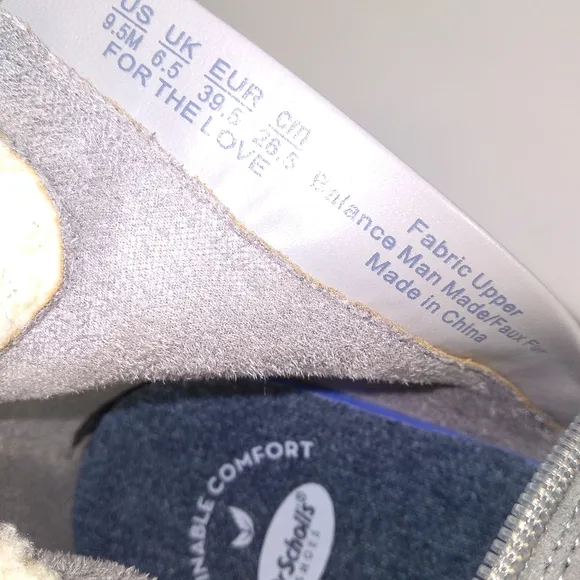 US UK EUR cm
9.5M 6.5 39.5 26.5
FOR THE LOVE
Fabric Upper
Balance Man Made/Faux Fur
Made in China
COMFORT
Scholl's®
SHOES